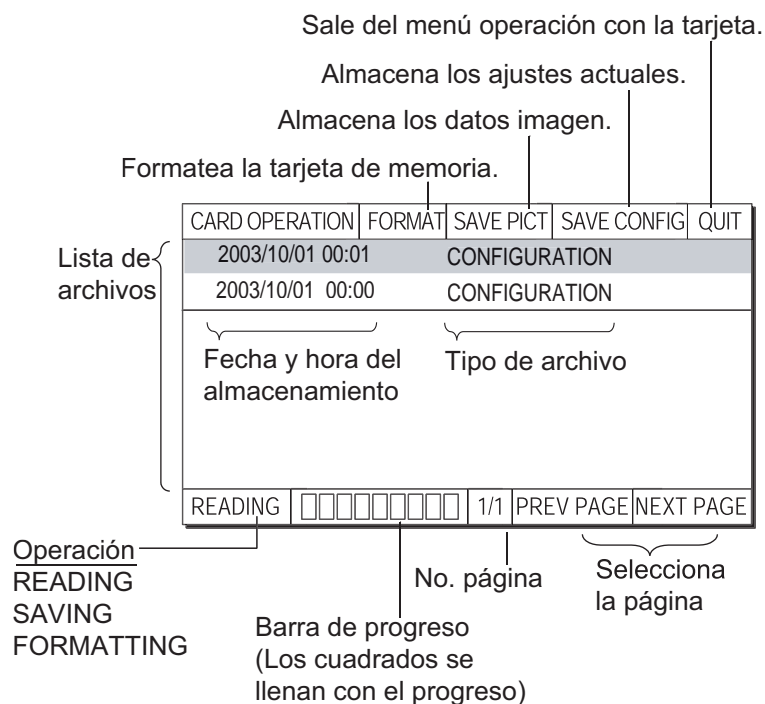 Sale del menú operación con la tarjeta.
Almacena los ajustes actuales.
Almacena los datos imagen.
Formatea la tarjeta de memoria.
CARD OPERATION FORMAT SAVE PICT SAVE CONFIG QUIT
Lista de archivos
2003/10/01 00:01 CONFIGURATION
2003/10/01 00:00 CONFIGURATION
Fecha y hora del
almacenamiento
Tipo de archivo
READING 1/1 PREV PAGE NEXT PAGE
Operación
READING
SAVING
FORMATTING
Barra de progreso
(Los cuadrados se
llenan con el progreso)
No. página
Selecciona
la página